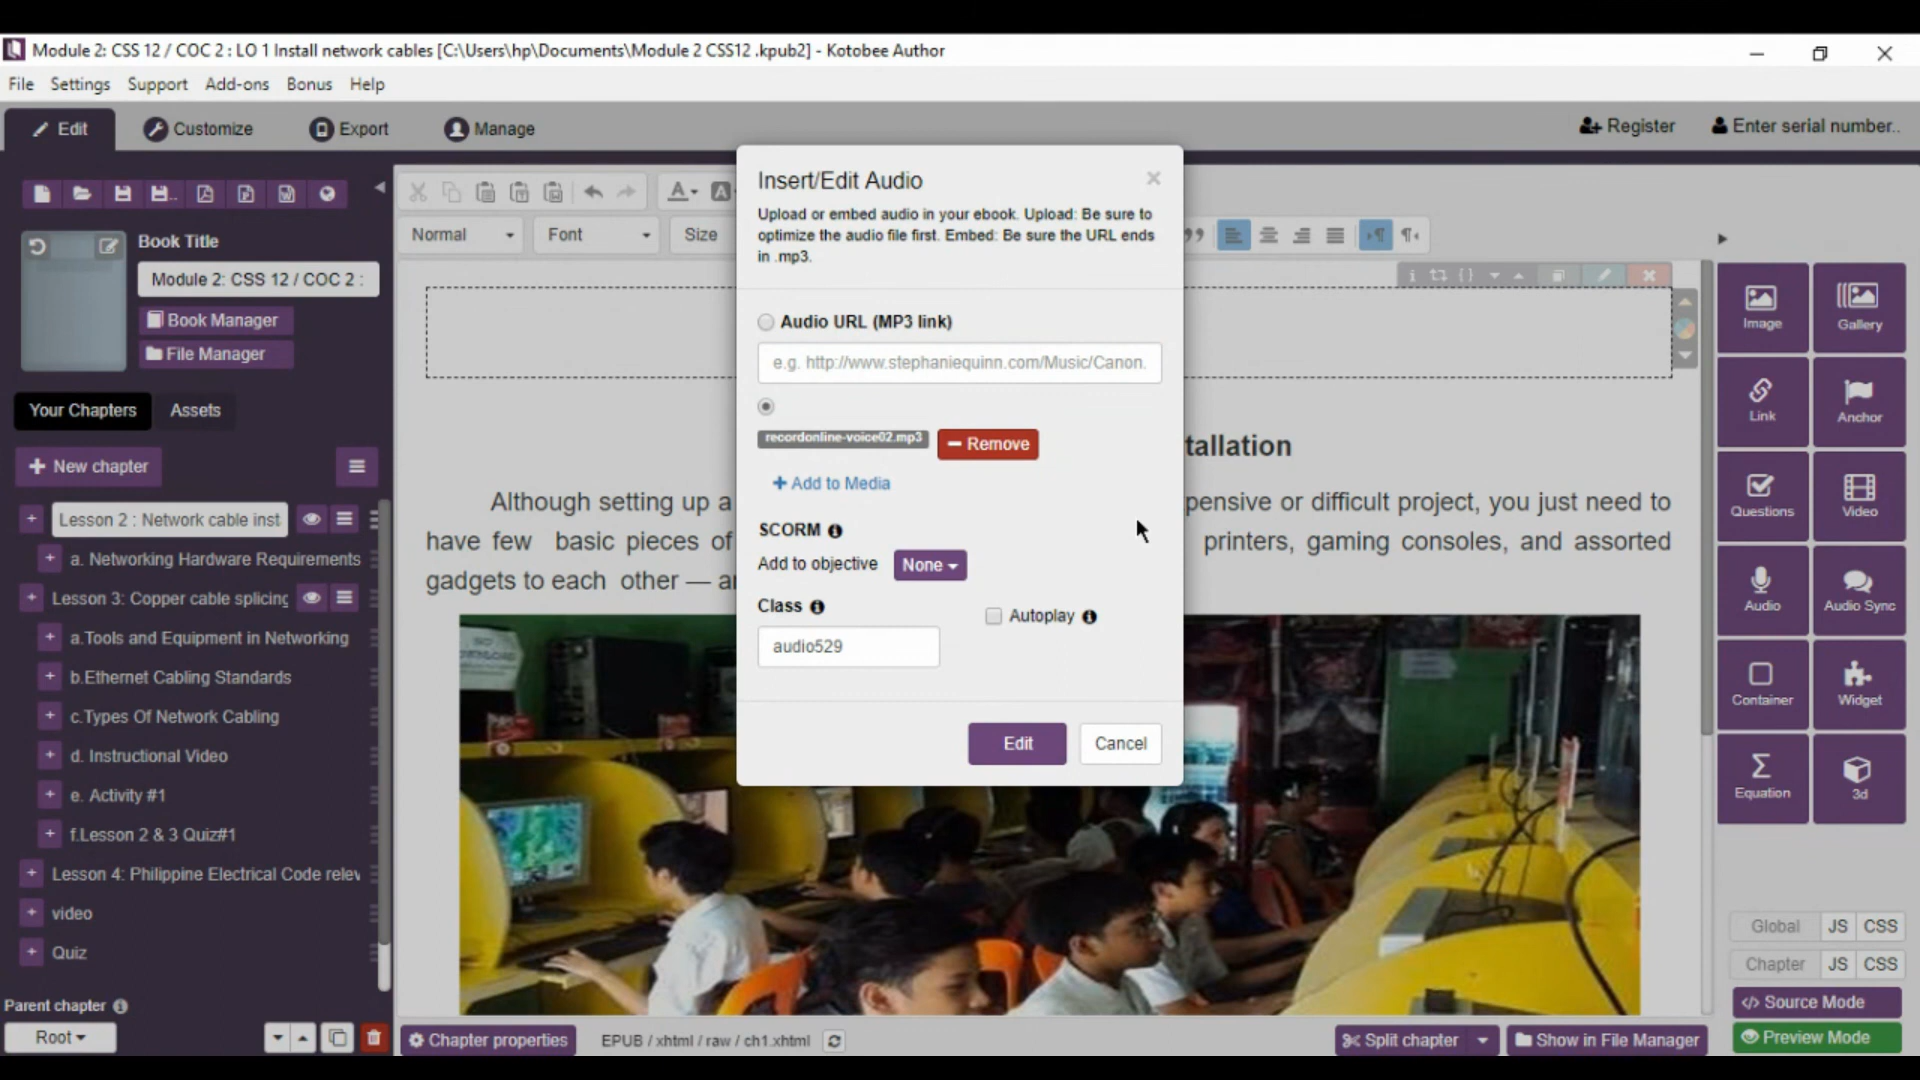 Module 2: CSS 12 / COC 2 : LO 1 Install network cables [C:\Users\hp\Documents\Module 2 CSS12 .kpub2] - Kotobee Author
File Settings Support Add-ons Bonus Help
Edit Customize Export Manage Register Enter serial number..
Book Title
Module 2: CSS 12 / COC 2 :
Book Manager
File Manager
Your Chapters Assets
New chapter
Lesson 2 : Network cable inst
a. Networking Hardware Requirements
Lesson 3: Copper cable splicing
a.Tools and Equipment in Networking
b.Ethernet Cabling Standards
c.Types Of Network Cabling
d. Instructional Video
e. Activity #1
f.Lesson 2 & 3 Quiz#1
Lesson 4: Philippine Electrical Code relev
video
Quiz
Parent chapter
Root
Normal Font Size
tallation
Although setting up a pensive or difficult project, you just need to
have few basic pieces of printers, gaming consoles, and assorted
gadgets to each other — ar
Insert/Edit Audio
Upload or embed audio in your ebook. Upload: Be sure to
optimize the audio file first. Embed: Be sure the URL ends
in .mp3.
Audio URL (MP3 link)
e.g. http://www.stephaniequinn.com/Music/Canon.
recordonline-voice02.mp3 Remove
Add to Media
SCORM
Add to objective None
Class
Autoplay
audio529
Edit Cancel
Image Gallery
Link Anchor
Questions Video
Audio Audio Sync
Container Widget
Equation 3d
Global JS CSS
Chapter JS CSS
Source Mode
Preview Mode
Chapter properties EPUB / xhtml / raw / ch1.xhtml Split chapter Show in File Manager